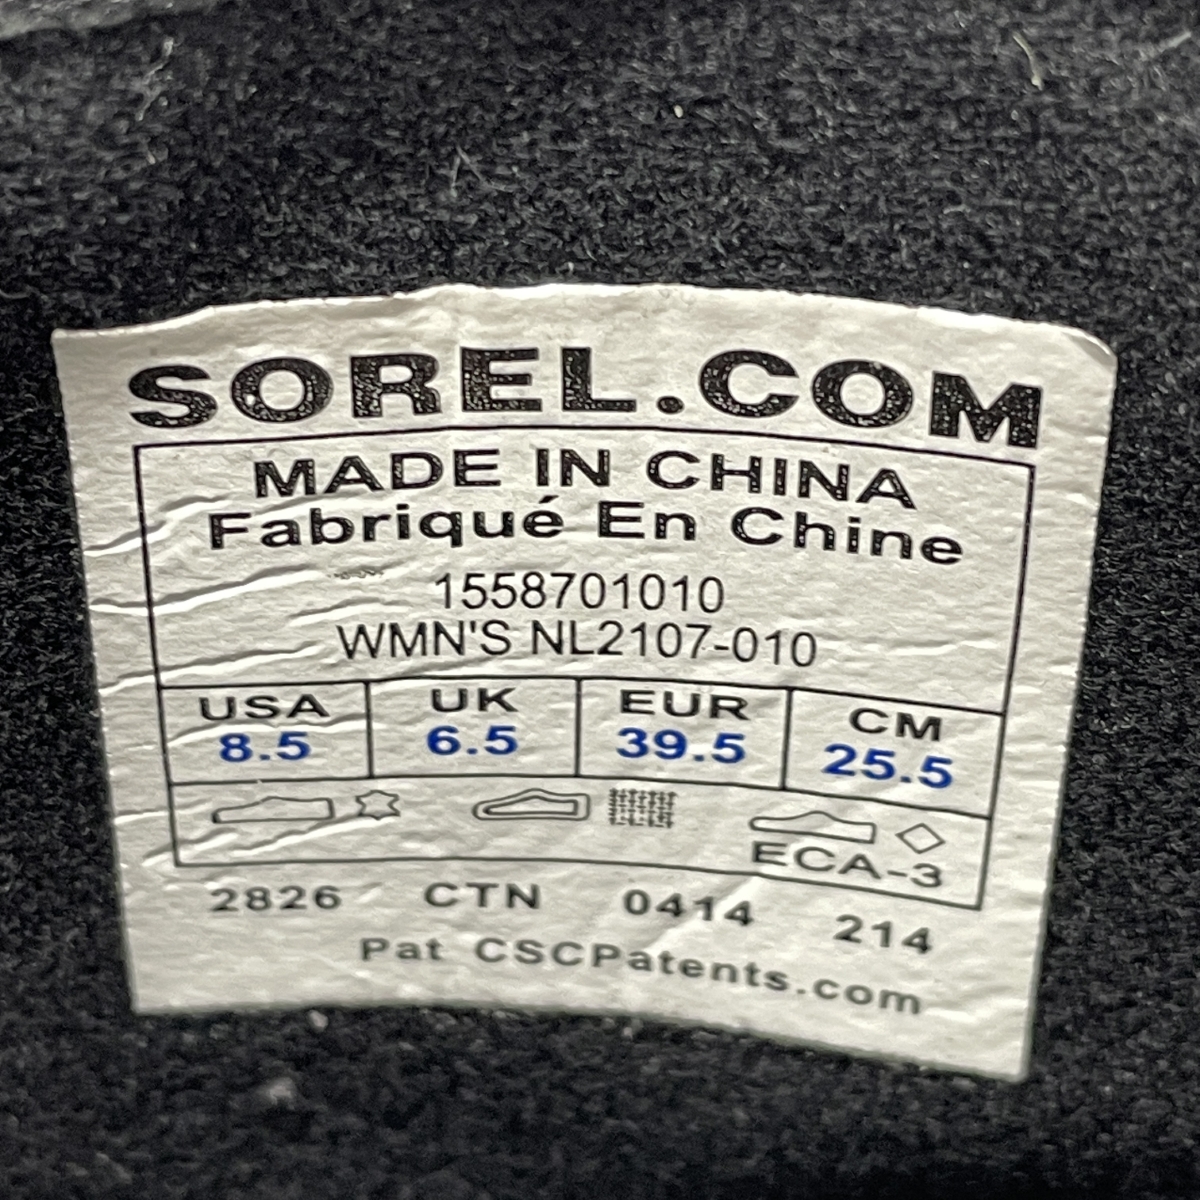 SOREL.COM
MADE IN CHINA
Fabriqué En Chine
1558701010
WMN'S NL2107-010
USA UK EUR CM
8.5 6.5 39.5 25.5
ECA-3
2826 CTN 0414 214
Pat CSCPatents.com